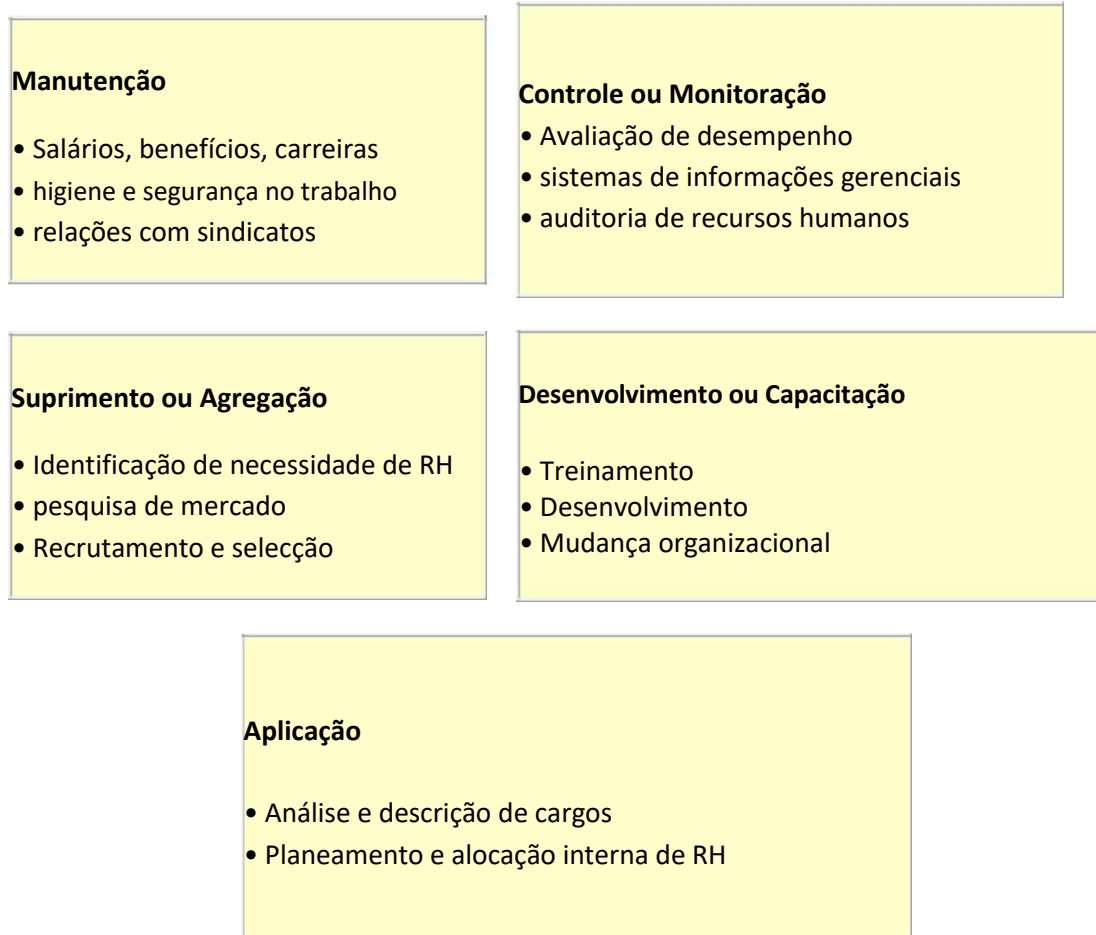 Manutenção
• Salários, benefícios, carreiras
• higiene e segurança no trabalho
• relações com sindicatos
Controle ou Monitoração
• Avaliação de desempenho
• sistemas de informações gerenciais
• auditoria de recursos humanos
Suprimento ou Agregação
• Identificação de necessidade de RH
• pesquisa de mercado
• Recrutamento e selecção
Desenvolvimento ou Capacitação
• Treinamento
• Desenvolvimento
• Mudança organizacional
Aplicação
• Análise e descrição de cargos
• Planeamento e alocação interna de RH